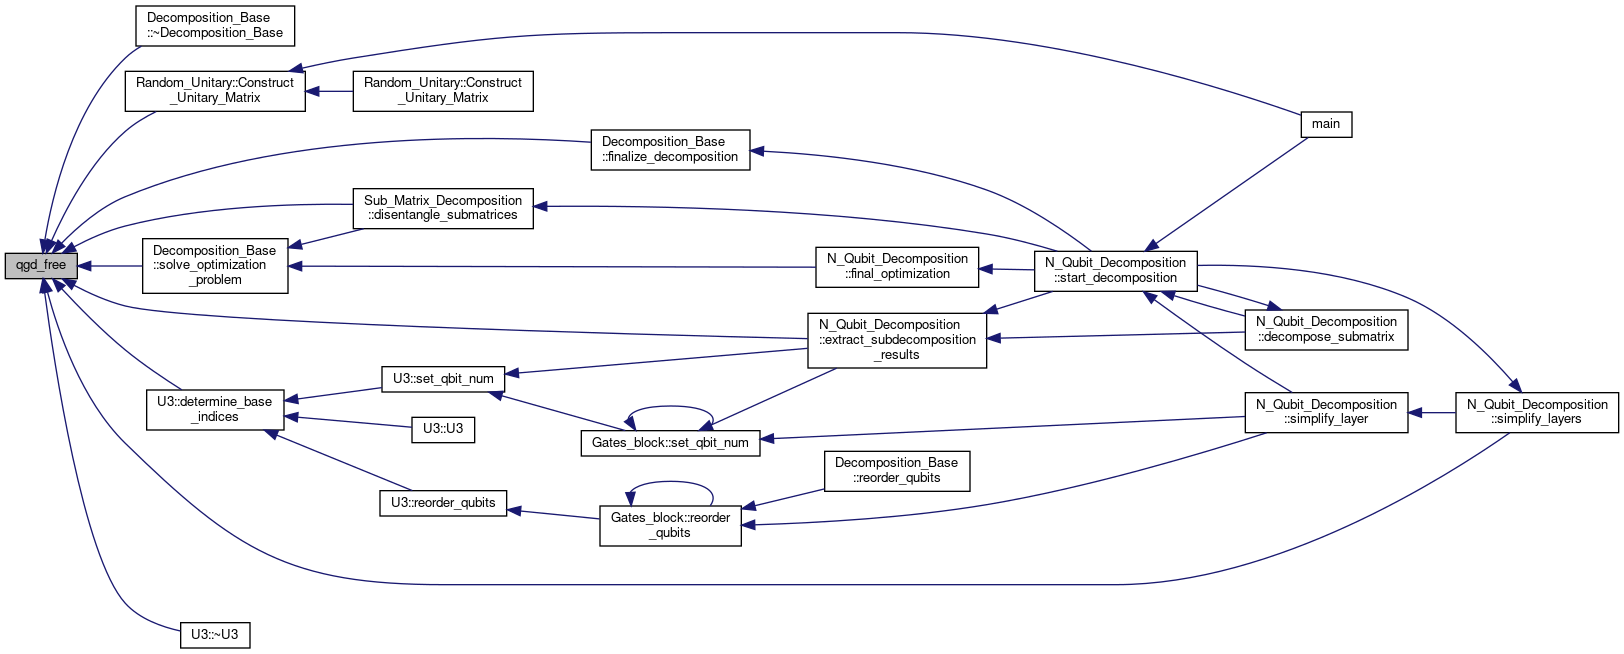 Decomposition_Base
::~Decomposition_Base
Random_Unitary::Construct
_Unitary_Matrix
Random_Unitary::Construct
_Unitary_Matrix
main
Decomposition_Base
::finalize_decomposition
Sub_Matrix_Decomposition
::disentangle_submatrices
qgd_free
Decomposition_Base
::solve_optimization
_problem
N_Qubit_Decomposition
::final_optimization
N_Qubit_Decomposition
::start_decomposition
N_Qubit_Decomposition
::extract_subdecomposition
_results
N_Qubit_Decomposition
::decompose_submatrix
U3::determine_base
_indices
U3::set_qbit_num
U3::U3
Gates_block::set_qbit_num
N_Qubit_Decomposition
::simplify_layer
N_Qubit_Decomposition
::simplify_layers
Decomposition_Base
::reorder_qubits
U3::reorder_qubits
Gates_block::reorder
_qubits
U3::~U3